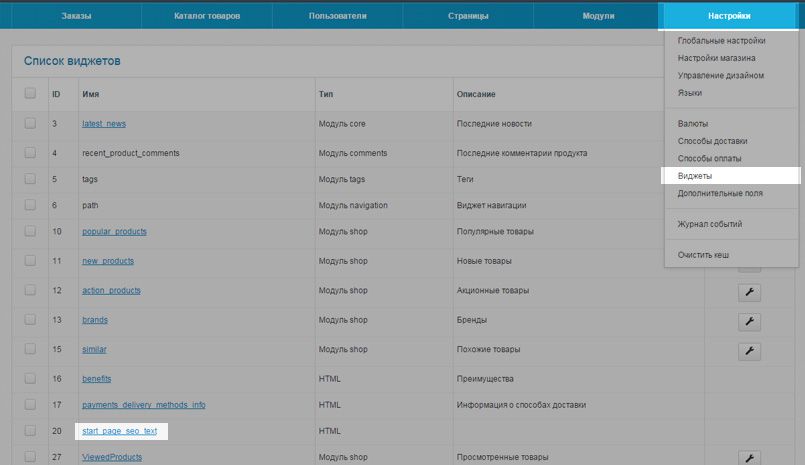 Заказы Каталог товаров Пользователи Страницы Модули Настройки
Глобальные настройки
Настройки магазина
Управление дизайном
Языки
Валюты
Способы доставки
Способы оплаты
Виджеты
Дополнительные поля
Журнал событий
Очистить кеш
Список виджетов
ID Имя Тип Описание
3 latest_news Модуль core Последние новости
4 recent_product_comments Модуль comments Последние комментарии продукта
5 tags Модуль tags Теги
6 path Модуль navigation Виджет навигации
10 popular_products Модуль shop Популярные товары
11 new_products Модуль shop Новые товары
12 action_products Модуль shop Акционные товары
13 brands Модуль shop Бренды
15 similar Модуль shop Похожие товары
16 benefits HTML Преимущества
17 payments_delivery_methods_info HTML Информация о способах доставки
20 start_page_seo_text HTML
27 ViewedProducts Модуль shop Просмотренные товары